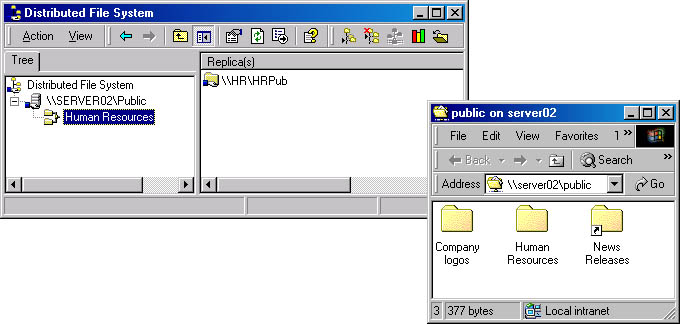 Distributed File System
Action View
Tree
Replica(s)
Distributed File System
\\SERVER02\Public
Human Resources
\\HR\HRPub
public on server02
File Edit View Favorites 1 »
Back » Search »
Address \\server02\public Go
Company logos
Human Resources
News Releases
3 377 bytes Local intranet